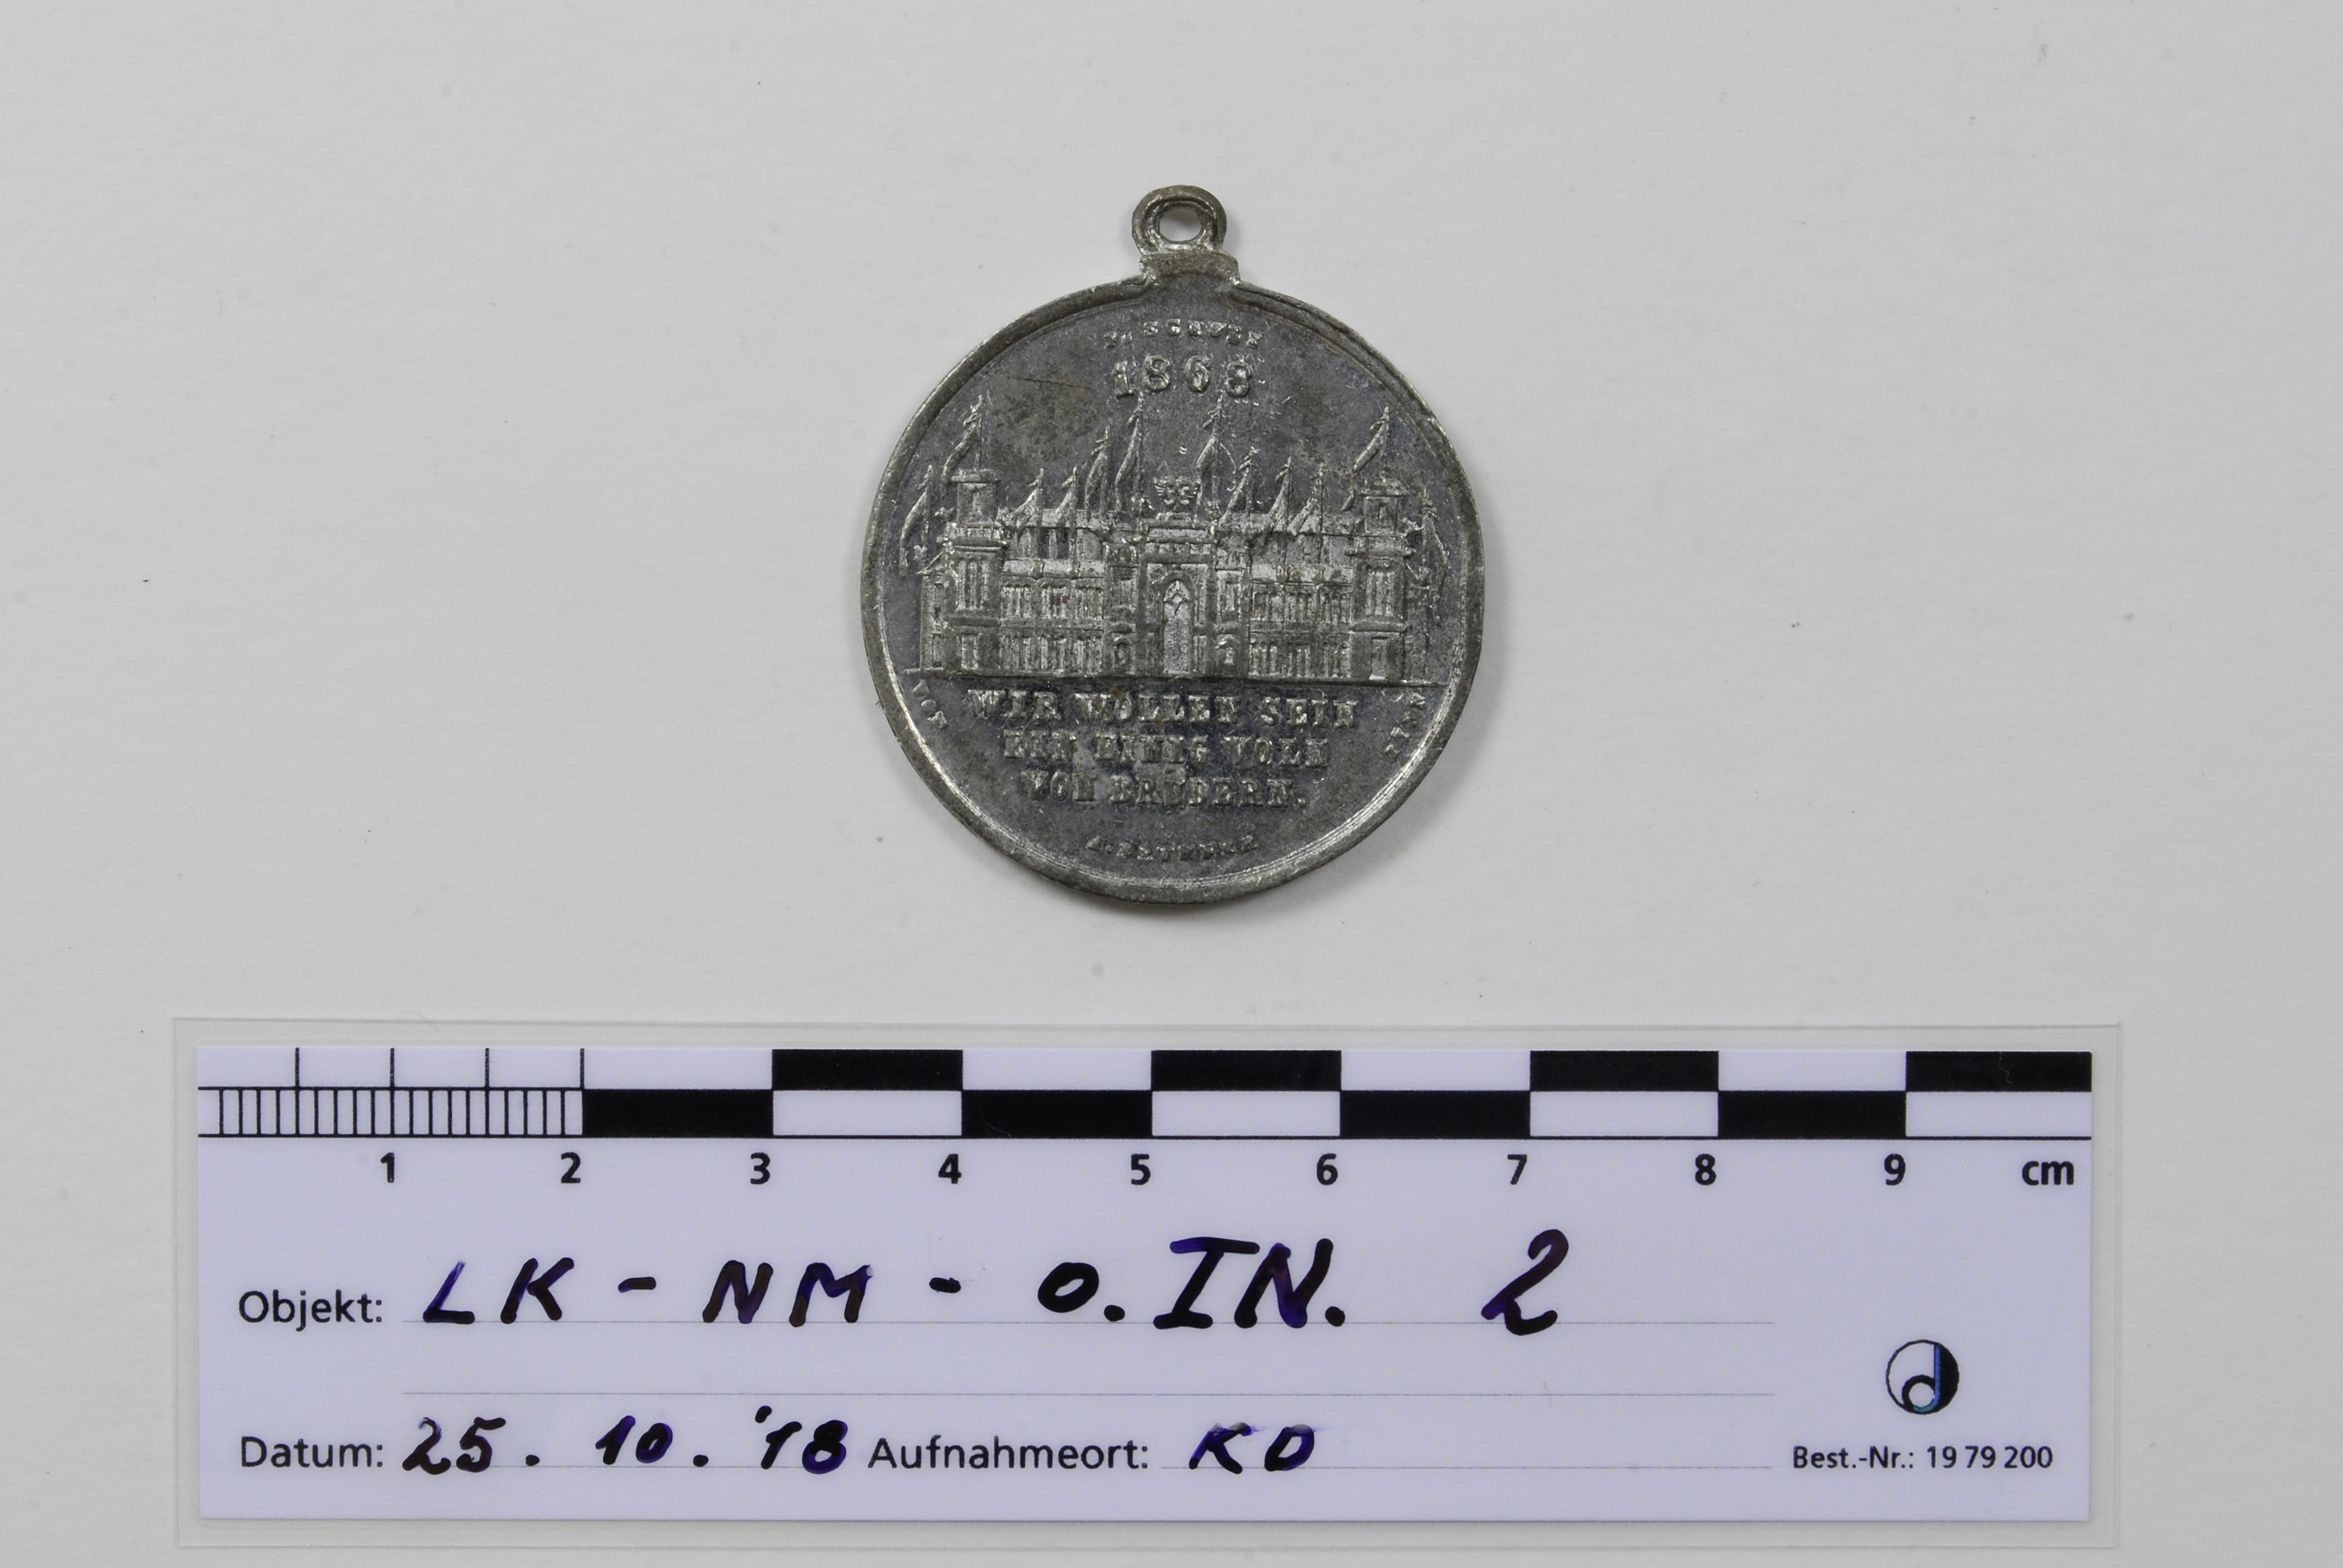 1868
WIR WOLLEN SEIN
EIN EINIG VOLK
VON BRÜDERN.
VON
1 2 3 4 5 6 7 8 9 cm
Objekt: LK - NM - o. IN. 2
Datum: 25. 10. '18 Aufnahmeort: KD
Best.-Nr.: 19 79 200